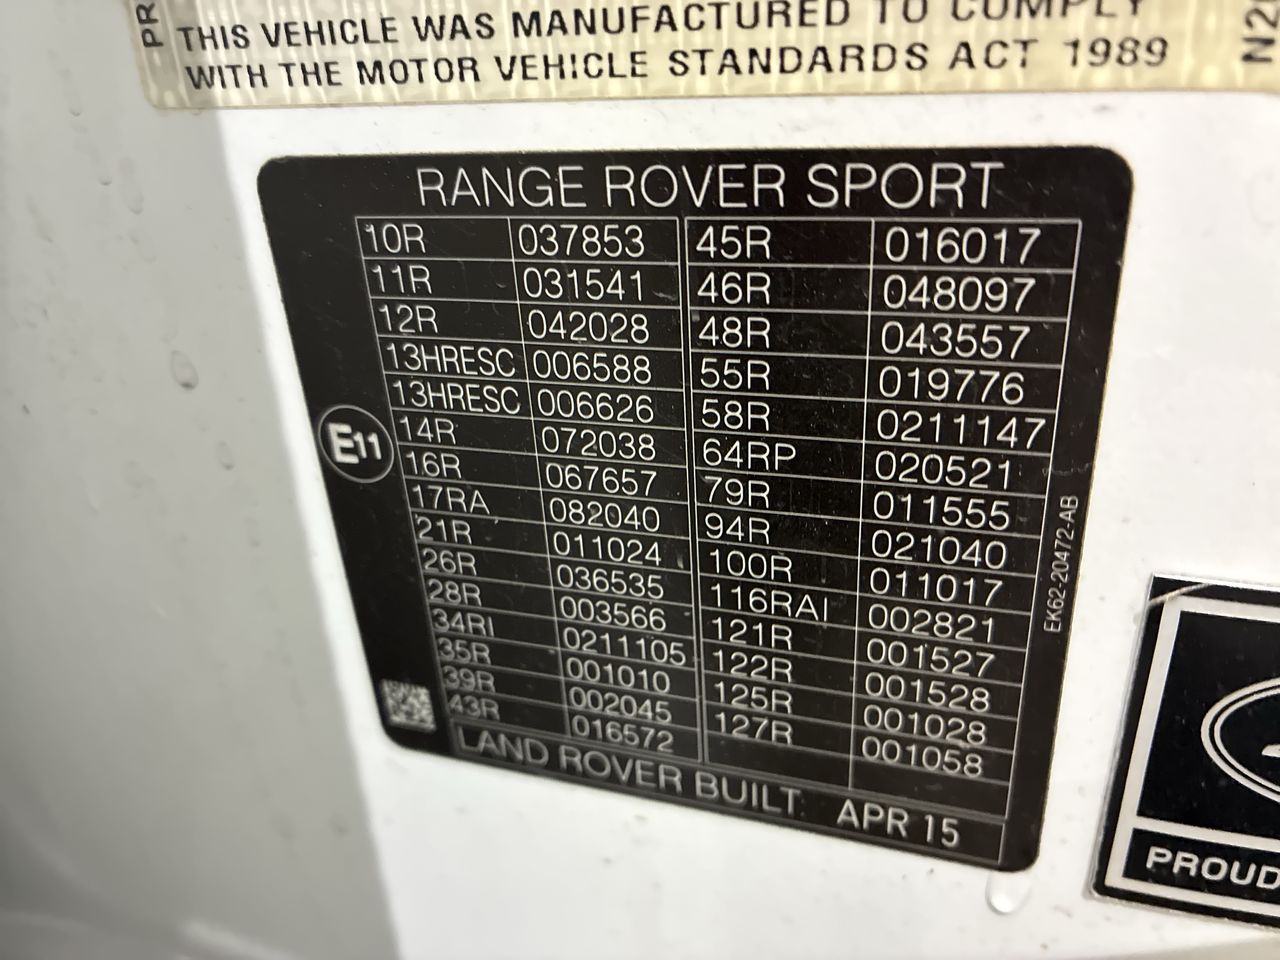 THIS VEHICLE WAS MANUFACTURED TO COMPLY
WITH THE MOTOR VEHICLE STANDARDS ACT 1989
PR
N2
RANGE ROVER SPORT
10R 037853 45R 016017
11R 031541 46R 048097
12R 042028 48R 043557
13HRESC 006588 55R 019776
13HRESC 006626 58R 0211147
14R 072038 64RP 020521
16R 067657 79R 011555
17RA 082040 94R 021040
21R 011024 100R 011017
26R 036535 116RAI 002821
28R 003566 121R 001527
34RI 0211105 122R 001528
35R 001010 125R 001028
39R 002045 127R 001058
43R 016572
E11
EK62-20472-AB
LAND ROVER BUILT: APR 15
PROUD